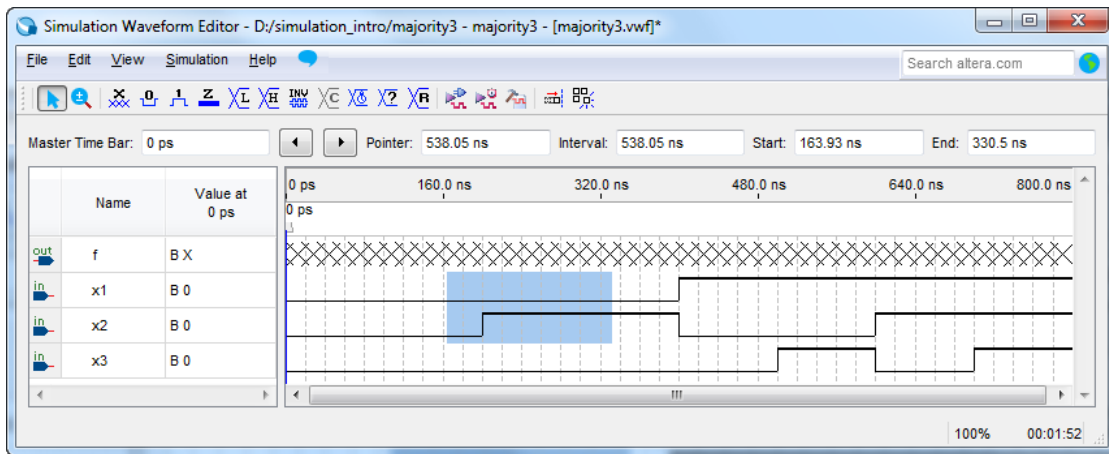 Simulation Waveform Editor - D:/simulation_intro/majority3 - majority3 - [majority3.vwf]*
File Edit View Simulation Help Search altera.com
Master Time Bar: 0 ps Pointer: 538.05 ns Interval: 538.05 ns Start: 163.93 ns End: 330.5 ns
Name Value at 0 ps 0 ps 160.0 ns 320.0 ns 480.0 ns 640.0 ns 800.0 ns
0 ps
out f B X
in x1 B 0
in x2 B 0
in x3 B 0
100% 00:01:52